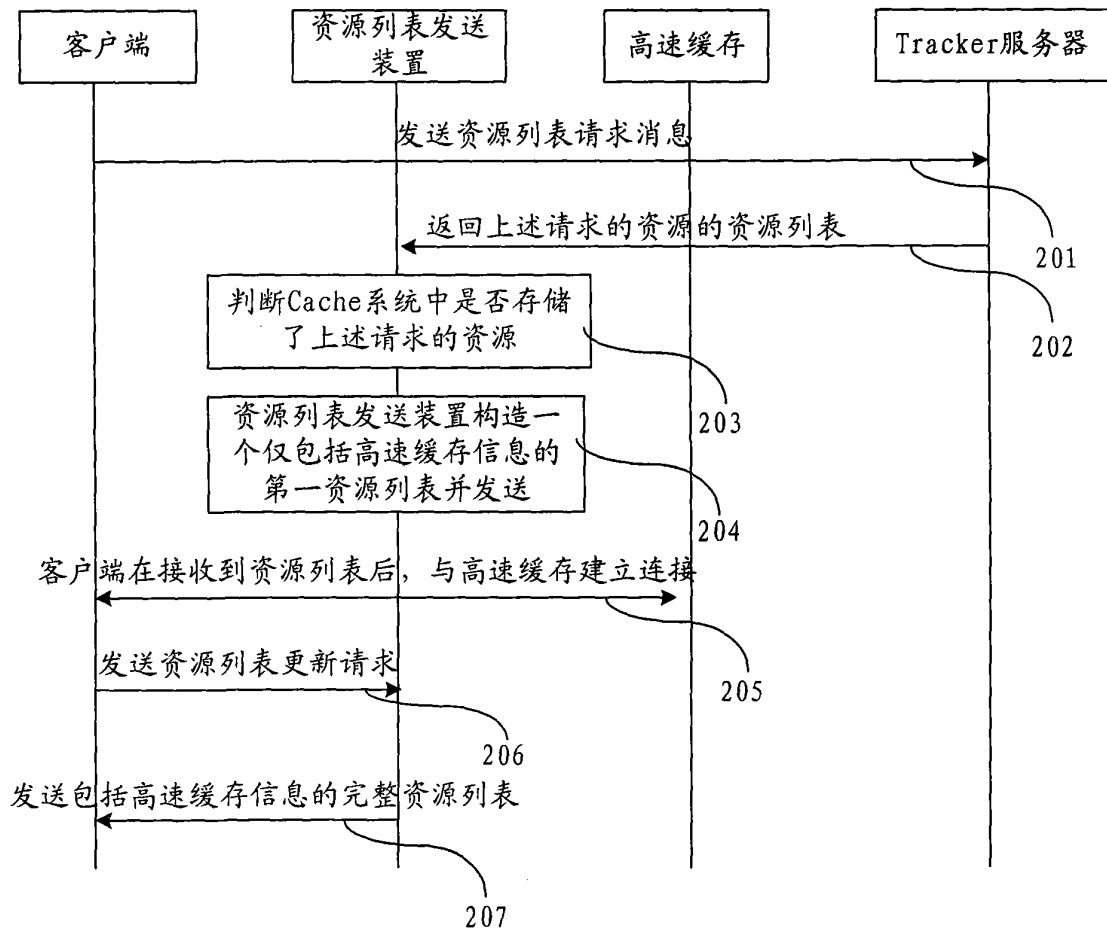 客户端
资源列表发送
装置
高速缓存
Tracker服务器
发送资源列表请求消息
201
返回上述请求的资源的资源列表
202
判断Cache系统中是否存储
了上述请求的资源
203
资源列表发送装置构造一
个仅包括高速缓存信息的
第一资源列表并发送
204
客户端在接收到资源列表后，与高速缓存建立连接
205
发送资源列表更新请求
206
发送包括高速缓存信息的完整资源列表
207